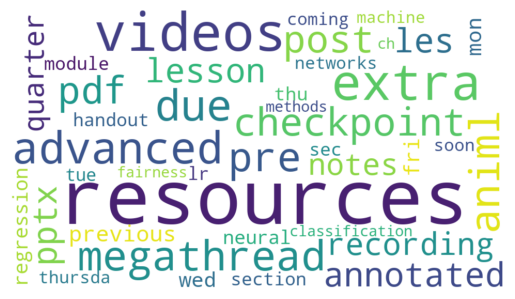 coming machine
videos post les mon
ch
quarter module lesson networks extra
pdf due thu methods
handout checkpoint
advanced pre sec soon
notes fri animl
tue fairness lr
resources
regression pptx previous neural classification
megathread recording
thursda wed section annotated